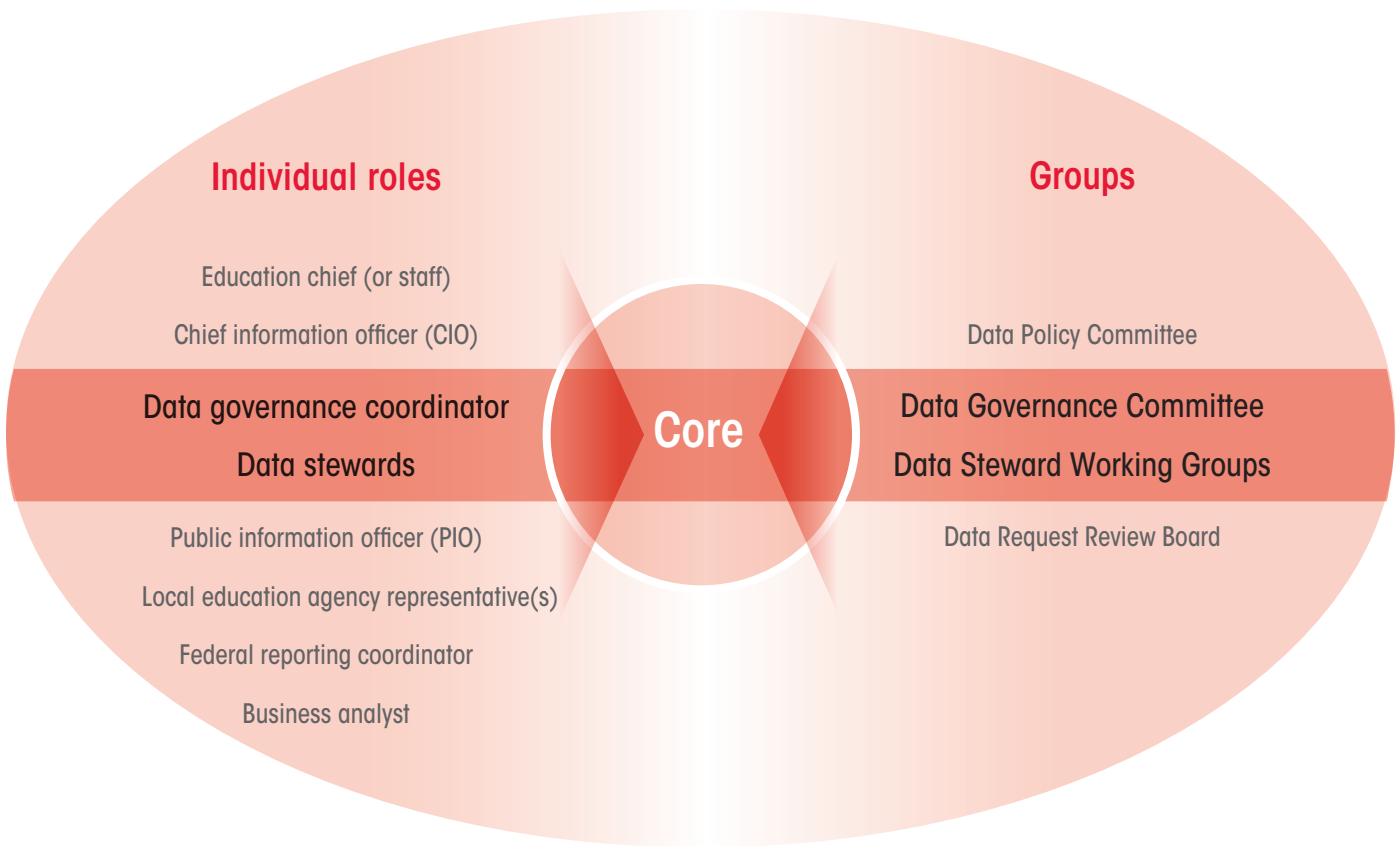 Individual roles
Education chief (or staff)
Chief information officer (CIO)
Data governance coordinator
Data stewards
Public information officer (PIO)
Local education agency representative(s)
Federal reporting coordinator
Business analyst
Core
Groups
Data Policy Committee
Data Governance Committee
Data Steward Working Groups
Data Request Review Board